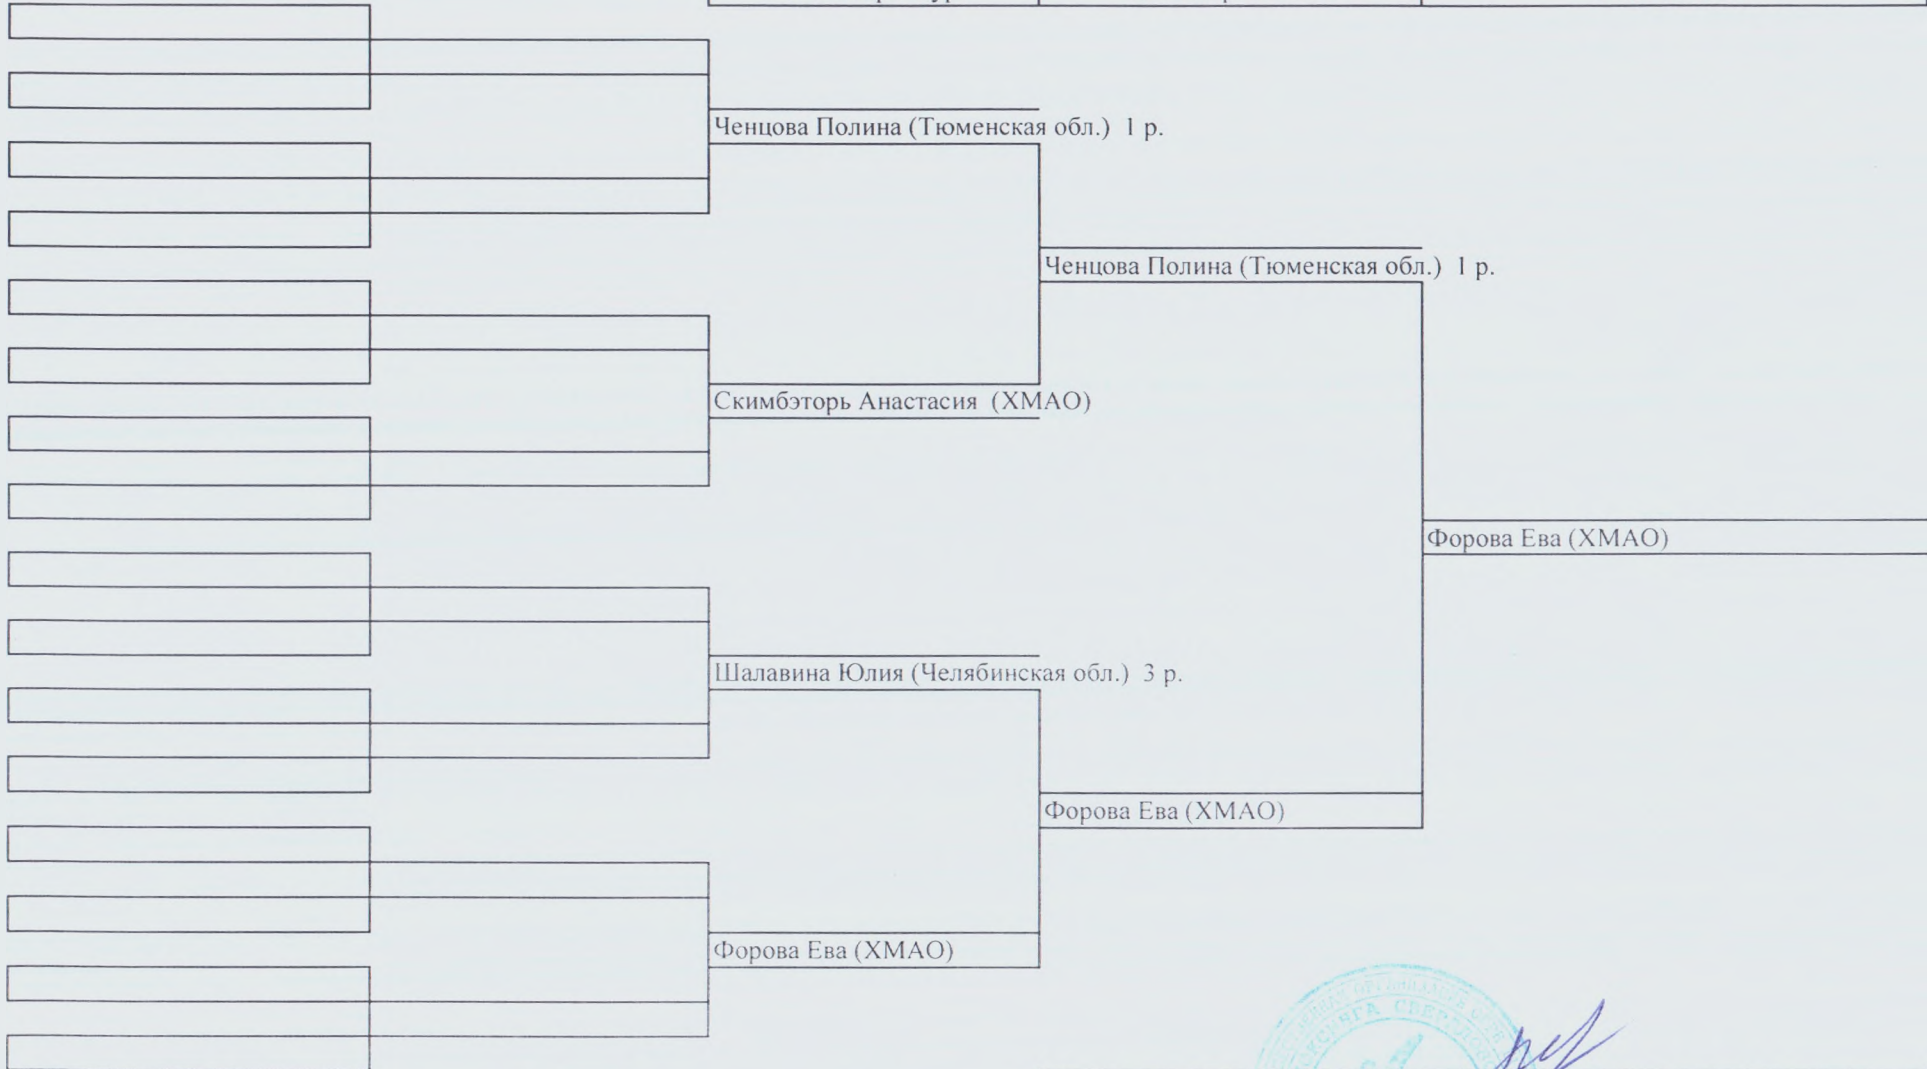 Ченцова Полина (Тюменская обл.) 1 р.
Ченцова Полина (Тюменская обл.) 1 р.
Скимбэторь Анастасия (ХМАО)
Форова Ева (ХМАО)
Шалавина Юлия (Челябинская обл.) 3 р.
Форова Ева (ХМАО)
Форова Ева (ХМАО)